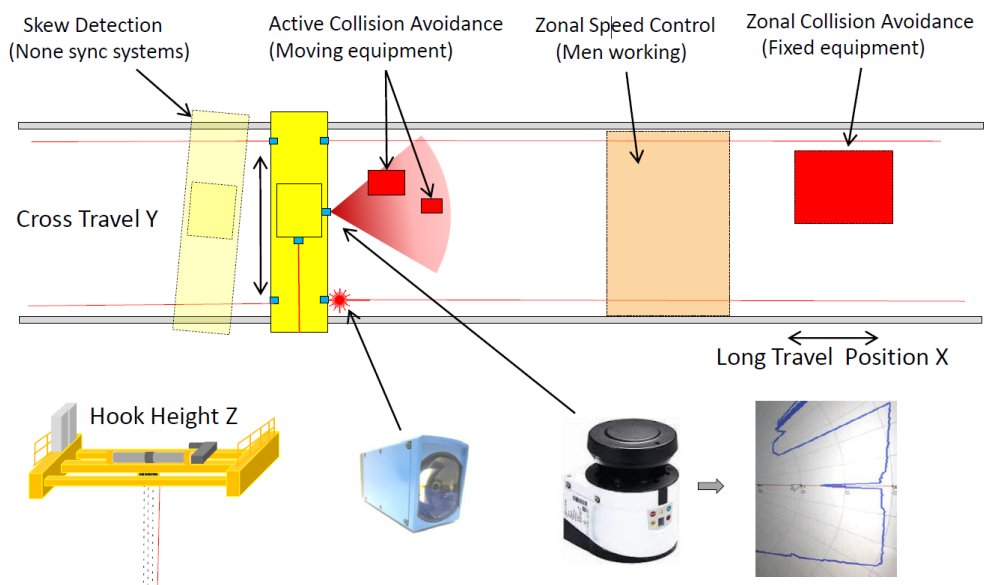 Skew Detection
(None sync systems)
Active Collision Avoidance
(Moving equipment)
Zonal Speed Control
(Men working)
Zonal Collision Avoidance
(Fixed equipment)
Cross Travel Y
Long Travel Position X
Hook Height Z